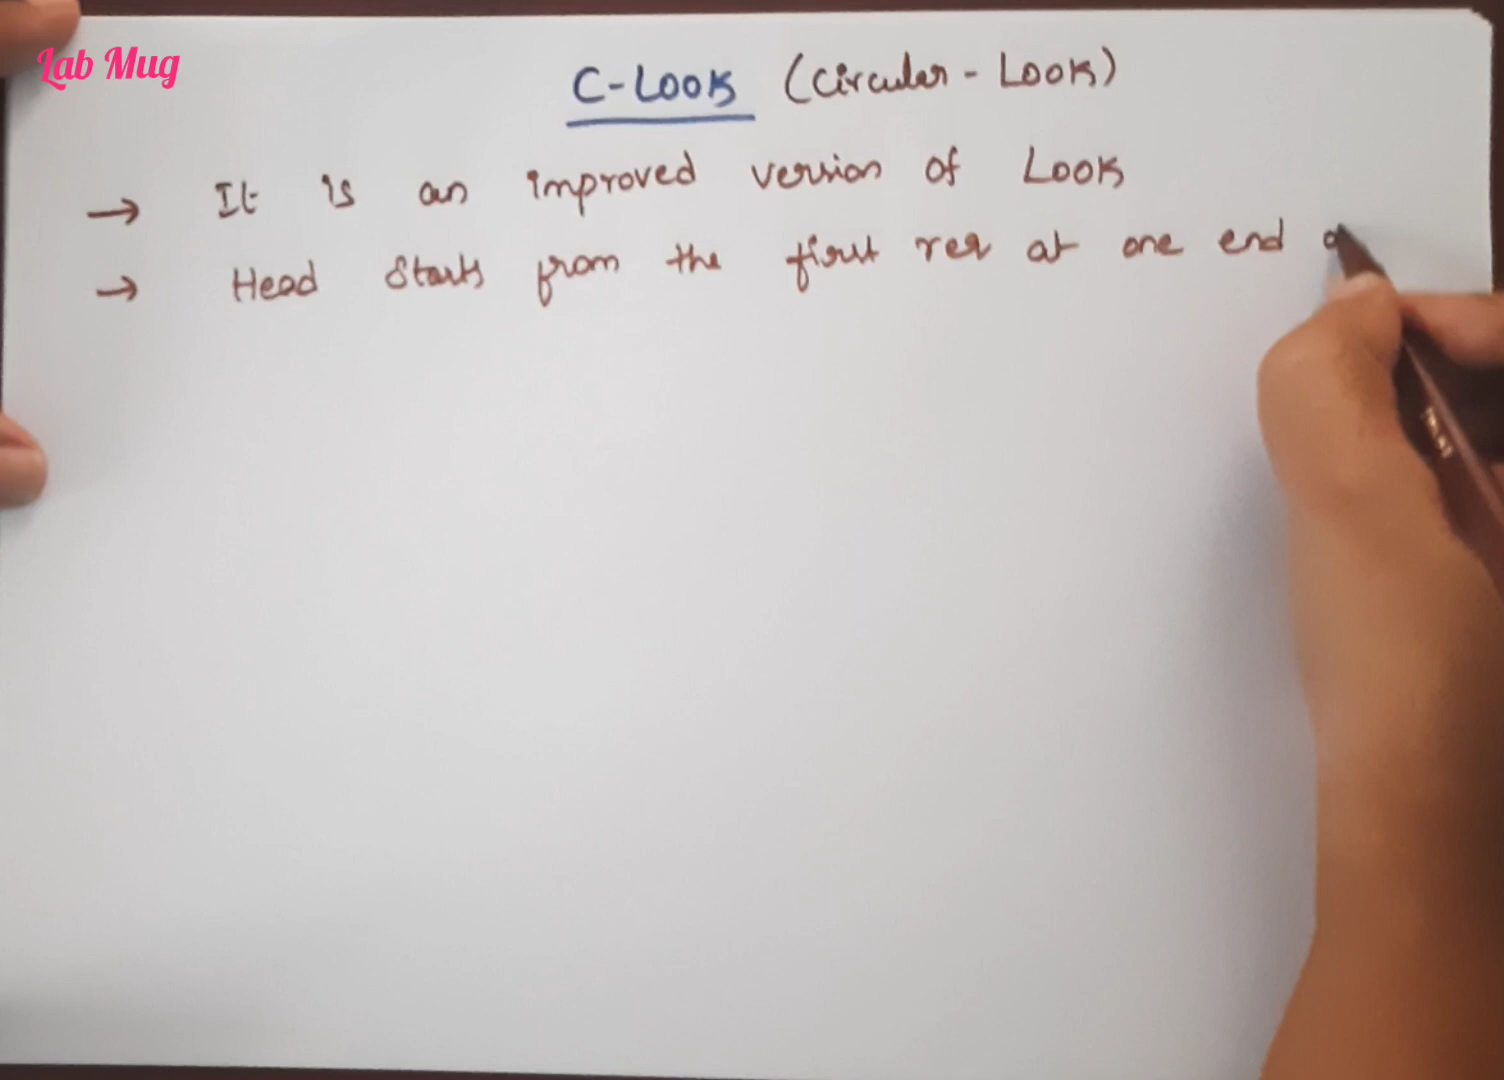 Lab Mug
C-Look (Circular - Look)
→ It is an improved version of Look
→ Head starts from the first req at one end